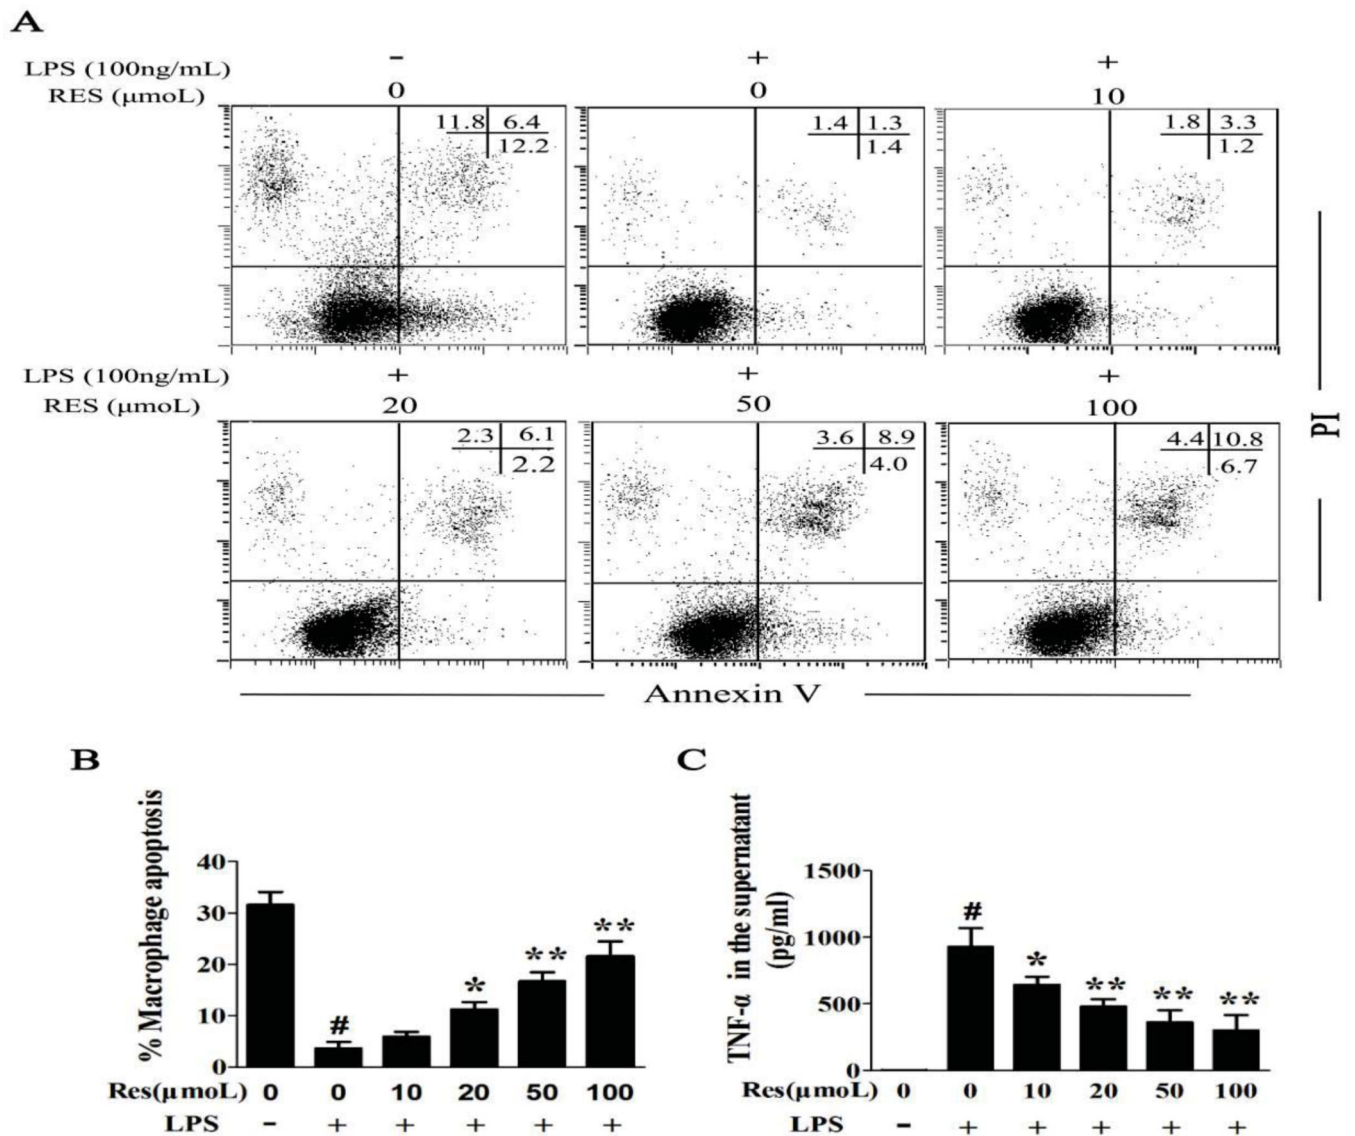 A
LPS (100ng/mL) - + +
RES (µmoL) 0 0 10
11.8 6.4 1.4 1.3 1.8 3.3
12.2 1.4 1.2
LPS (100ng/mL) + + +
RES (µmoL) 20 50 100
2.3 6.1 3.6 8.9 4.4 10.8
2.2 4.0 6.7
PI
Annexin V
B
% Macrophage apoptosis
40
30
20
10
0
# * ** **
Res(µmoL) 0 0 10 20 50 100
LPS - + + + + +
C
TNF-α in the supernatant
(pg/ml)
1500
1000
500
0
# * ** ** **
Res(µmoL) 0 0 10 20 50 100
LPS - + + + + +